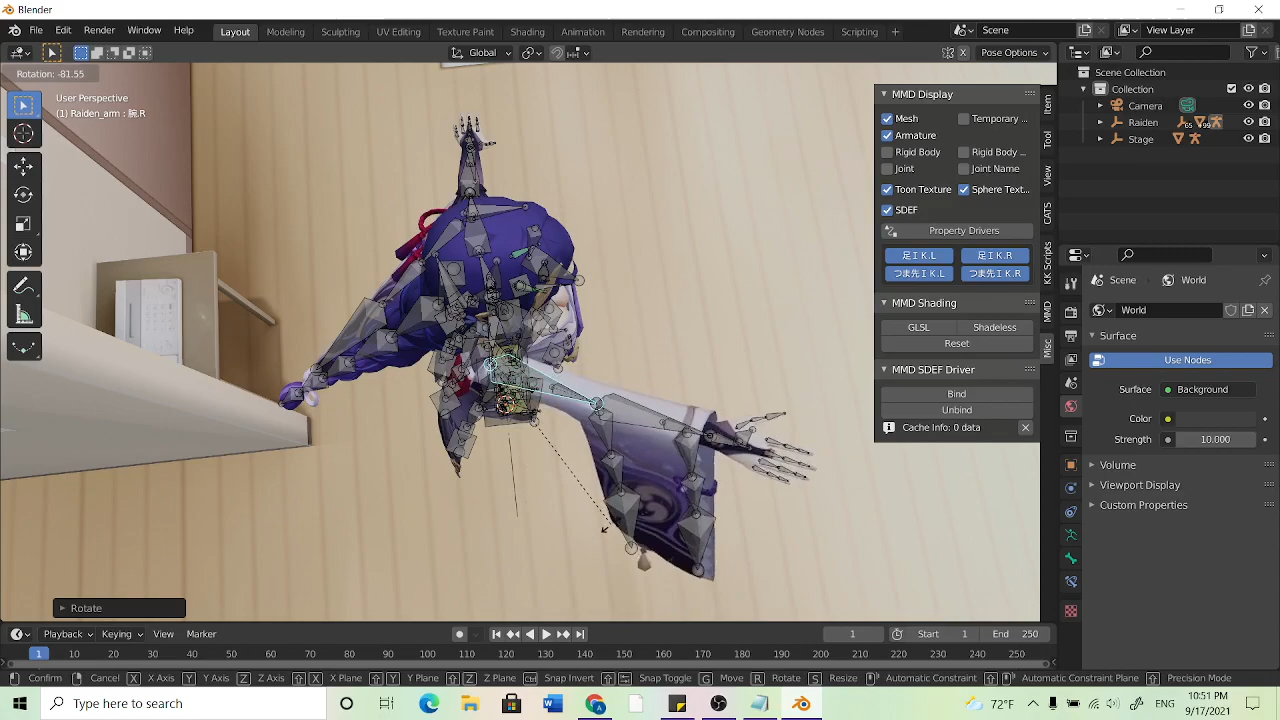 Blender
File Edit Render Window Help
Layout Modeling Sculpting UV Editing Texture Paint Shading Animation Rendering Compositing Geometry Nodes Scripting +
Scene
View Layer
Global
Pose Options
Rotation: -81.55
User Perspective
(1) Raiden_arm : 腕.R
Rotate
MMD Display
Mesh
Temporary ...
Armature
Rigid Body
Rigid Body ...
Joint
Joint Name
Toon Texture
Sphere Text...
SDEF
Property Drivers
足ＩＫ.L
足ＩＫ.R
つま先ＩＫ.L
つま先ＩＫ.R
MMD Shading
GLSL
Shadeless
Reset
MMD SDEF Driver
Bind
Unbind
Cache Info: 0 data
Item
Tool
View
CATS
KK Scripts
MMD
Misc
Scene Collection
Collection
Camera
Raiden
65
99
Stage
Scene
World
World
Surface
Use Nodes
Surface
Background
Color
Strength
10.000
Volume
Viewport Display
Custom Properties
Playback Keying View Marker
1
Start 1
End 250
1 10 20 30 40 50 60 70 80 90 100 110 120 130 140 150 160 170 180 190 200 210 220 230 240 250
Confirm Cancel X X Axis Y Y Axis Z Z Axis X X Plane Y Y Plane Z Z Plane Snap Invert Snap Toggle G Move R Rotate S Resize Automatic Constraint Automatic Constraint Plane Precision Mode
Type here to search
72°F
ENG
10:51 PM
9/17/2021